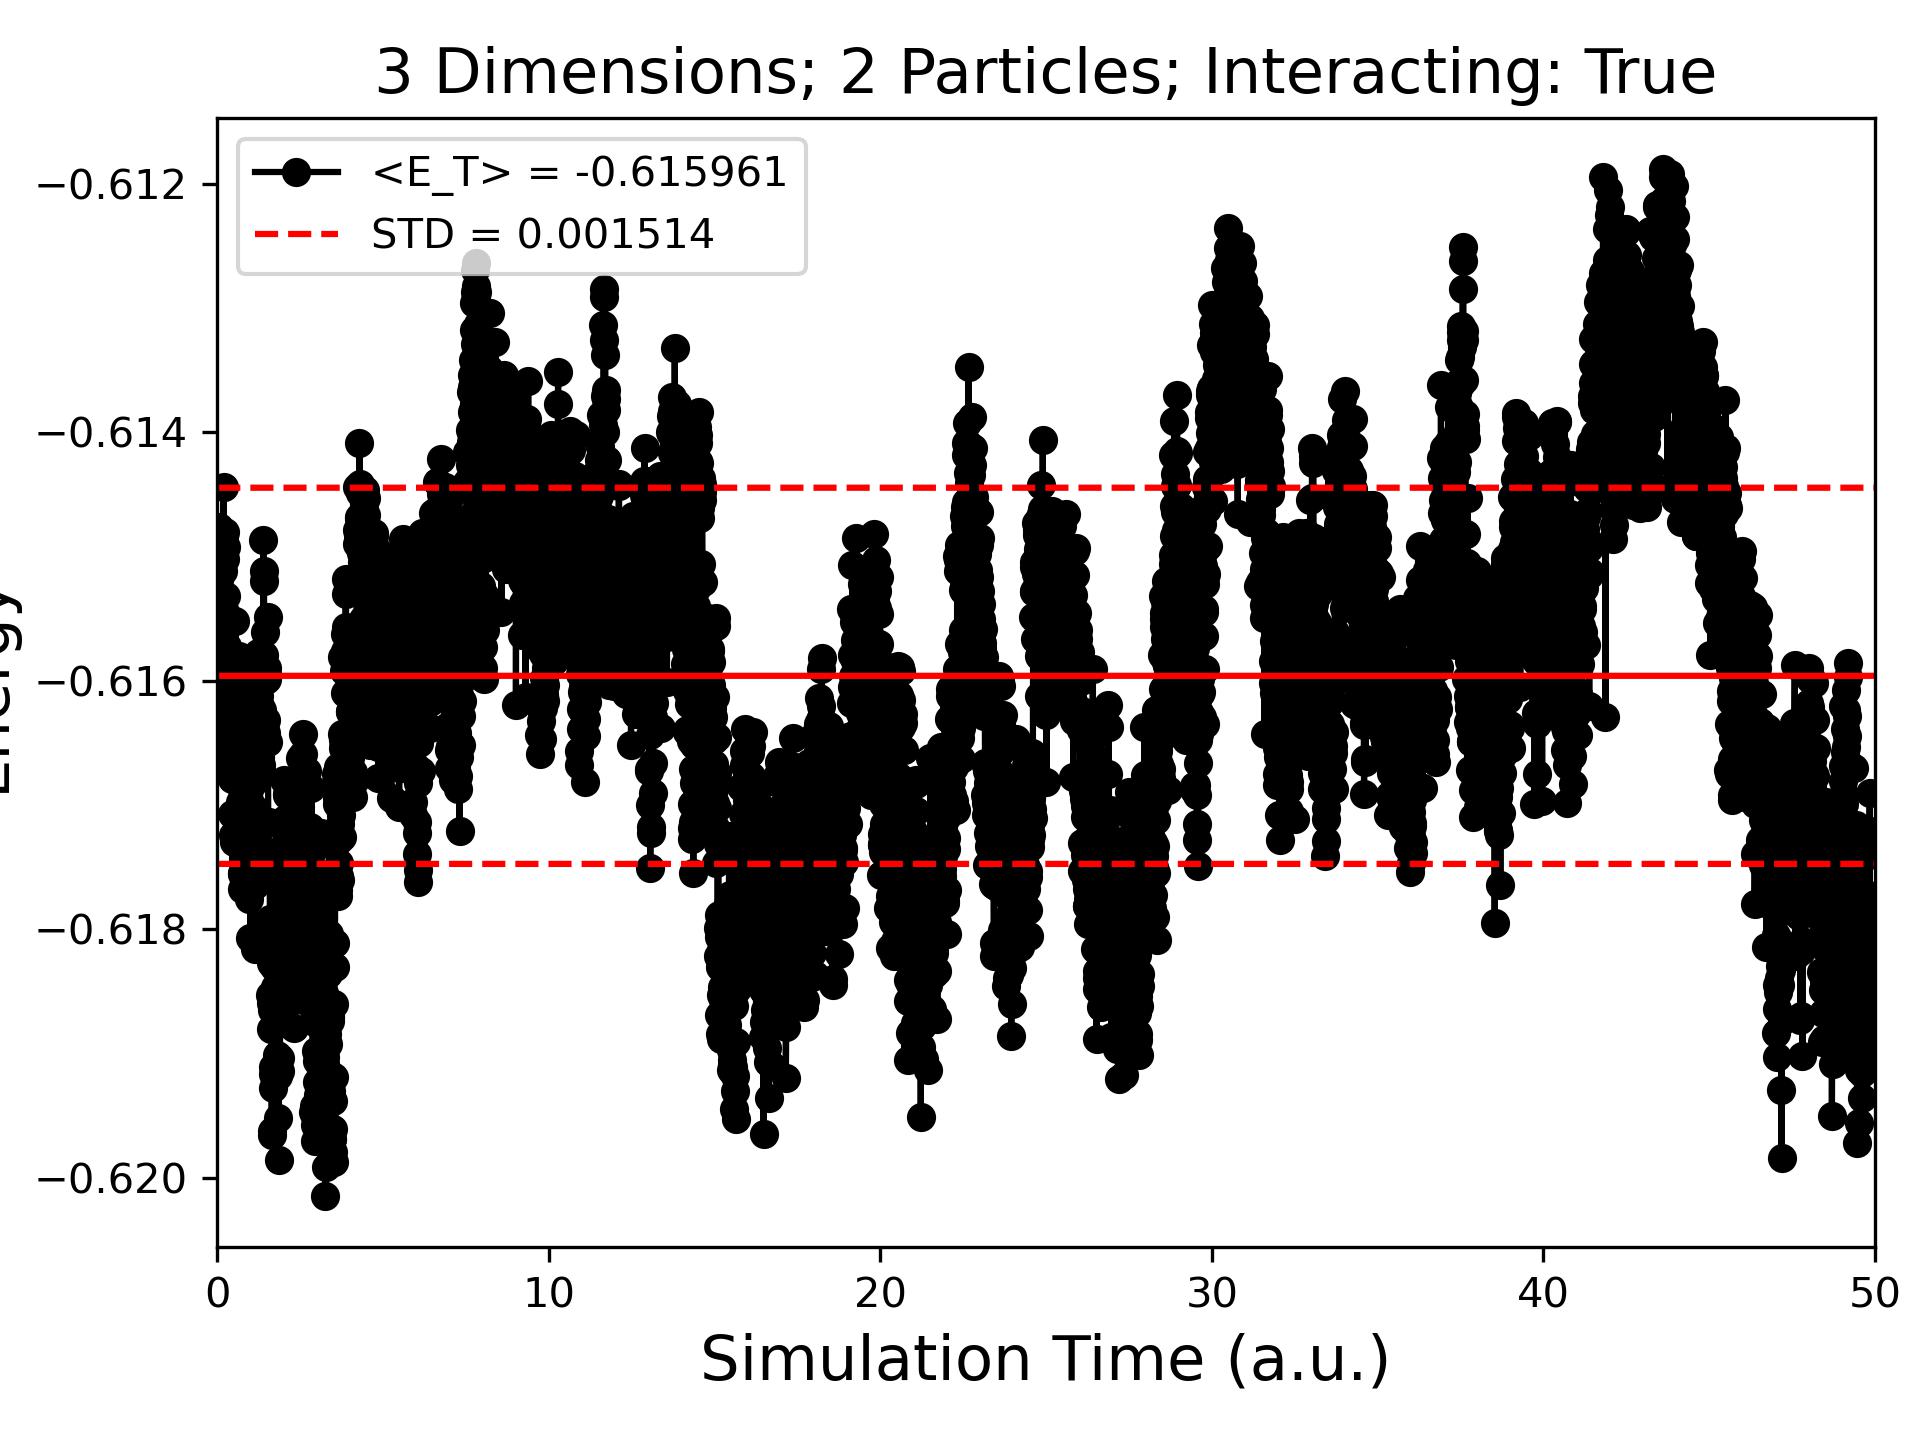 3 Dimensions; 2 Particles; Interacting: True
<E_T> = -0.615961
STD = 0.001514
−0.612
−0.614
−0.616
−0.618
−0.620
Energy
0 10 20 30 40 50
Simulation Time (a.u.)